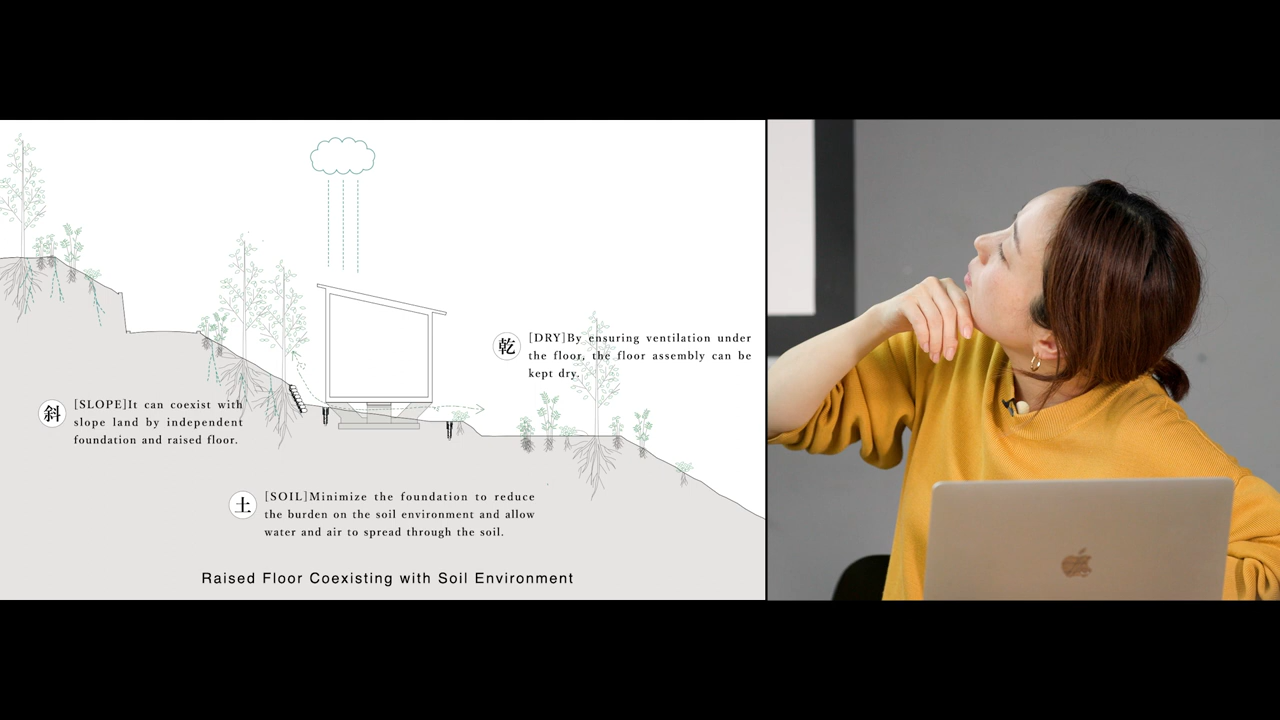 乾
[DRY]By ensuring ventilation under
the floor, the floor assembly can be
kept dry.
斜
[SLOPE]It can coexist with
slope land by independent
foundation and raised floor.
土
[SOIL]Minimize the foundation to reduce
the burden on the soil environment and allow
water and air to spread through the soil.
Raised Floor Coexisting with Soil Environment